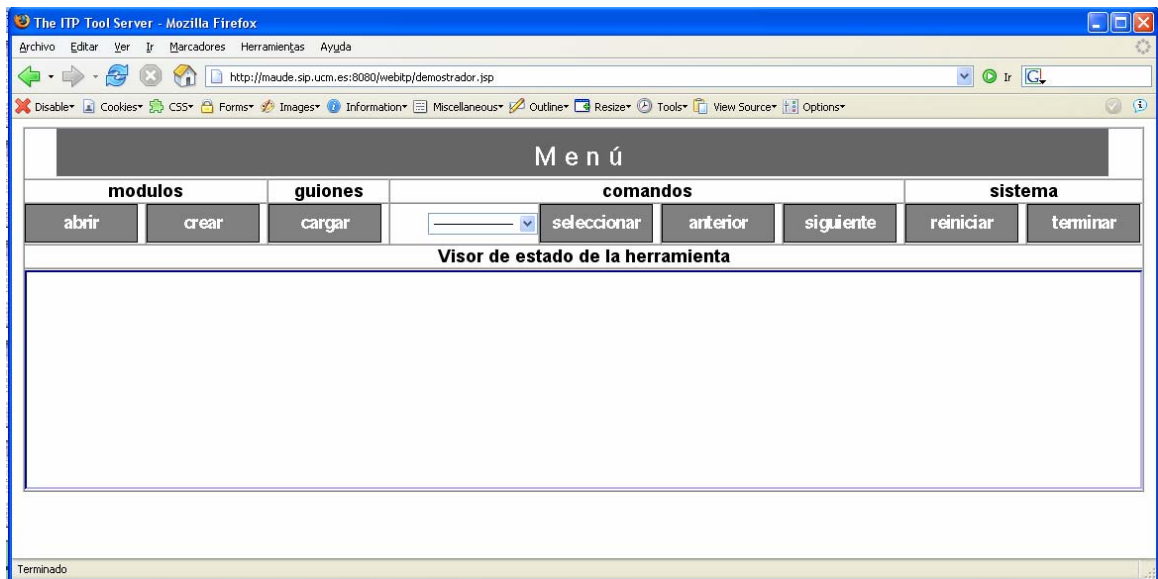 The ITP Tool Server - Mozilla Firefox
Archivo Editar Ver Ir Marcadores Herramientas Ayuda
http://maude.sip.ucm.es:8080/webitp/demostrador.jsp Ir G
Disable Cookies CSS Forms Images Information Miscellaneous Outline Resize Tools View Source Options
Menú
modulos guiones comandos sistema
abrir crear cargar seleccionar anterior siguiente reiniciar terminar
Visor de estado de la herramienta
Terminado